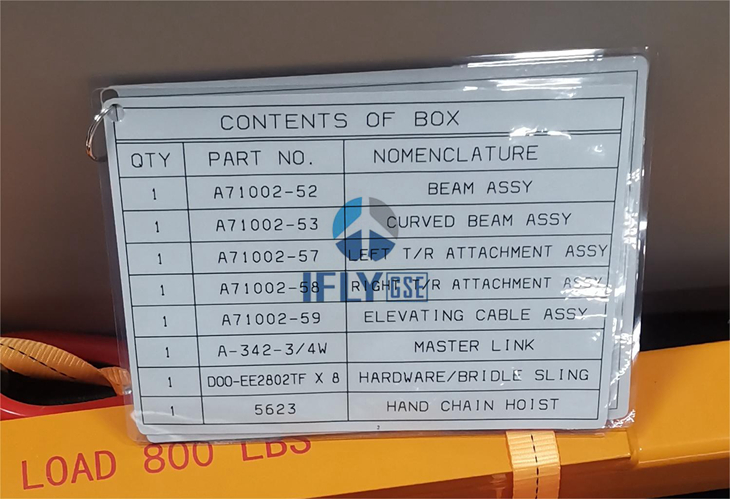 CONTENTS OF BOX
QTY PART NO. NOMENCLATURE
1 A71002-52 BEAM ASSY
1 A71002-53 CURVED BEAM ASSY
1 A71002-57 LEFT T/R ATTACHMENT ASSY
1 A71002-58 RIGHT T/R ATTACHMENT ASSY
IFLY GSE
1 A71002-59 ELEVATING CABLE ASSY
1 A-342-3/4W MASTER LINK
1 D00-EE2802TF X 8 HARDWARE/BRIDLE SLING
1 5623 HAND CHAIN HOIST
2
LOAD 800 LBS